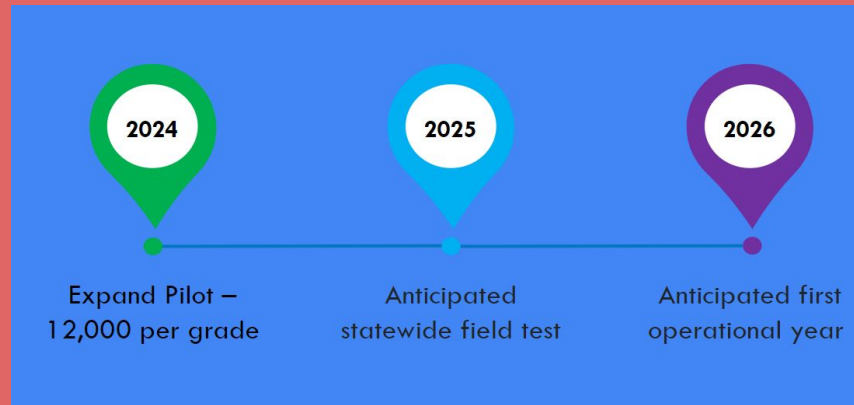 2024
2025
2026
Expand Pilot –
12,000 per grade
Anticipated
statewide field test
Anticipated first
operational year